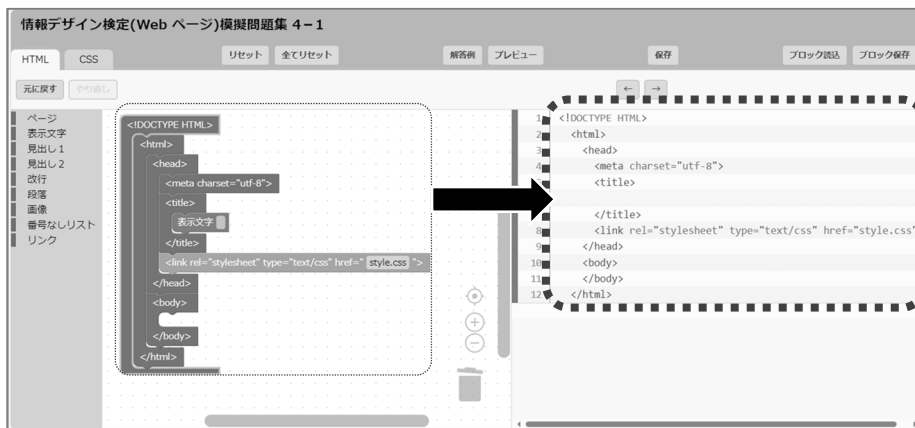 情報デザイン検定(Web ページ)模擬問題集 4-1
HTML
CSS
リセット
全てリセット
解答例
プレビュー
保存
ブロック読込
ブロック保存
元に戻す
やり直し
←
→
ページ
表示文字
見出し1
見出し2
改行
段落
画像
番号なしリスト
リンク
<!DOCTYPE HTML>
<html>
<head>
<meta charset="utf-8">
<title>
表示文字
</title>
<link rel="stylesheet" type="text/css" href=" style.css ">
</head>
<body>
</body>
</html>
1 <!DOCTYPE HTML>
2 <html>
3 <head>
4 <meta charset="utf-8">
<title>
</title>
8 <link rel="stylesheet" type="text/css" href="style.css"
9 </head>
10 <body>
11 </body>
12 </html>